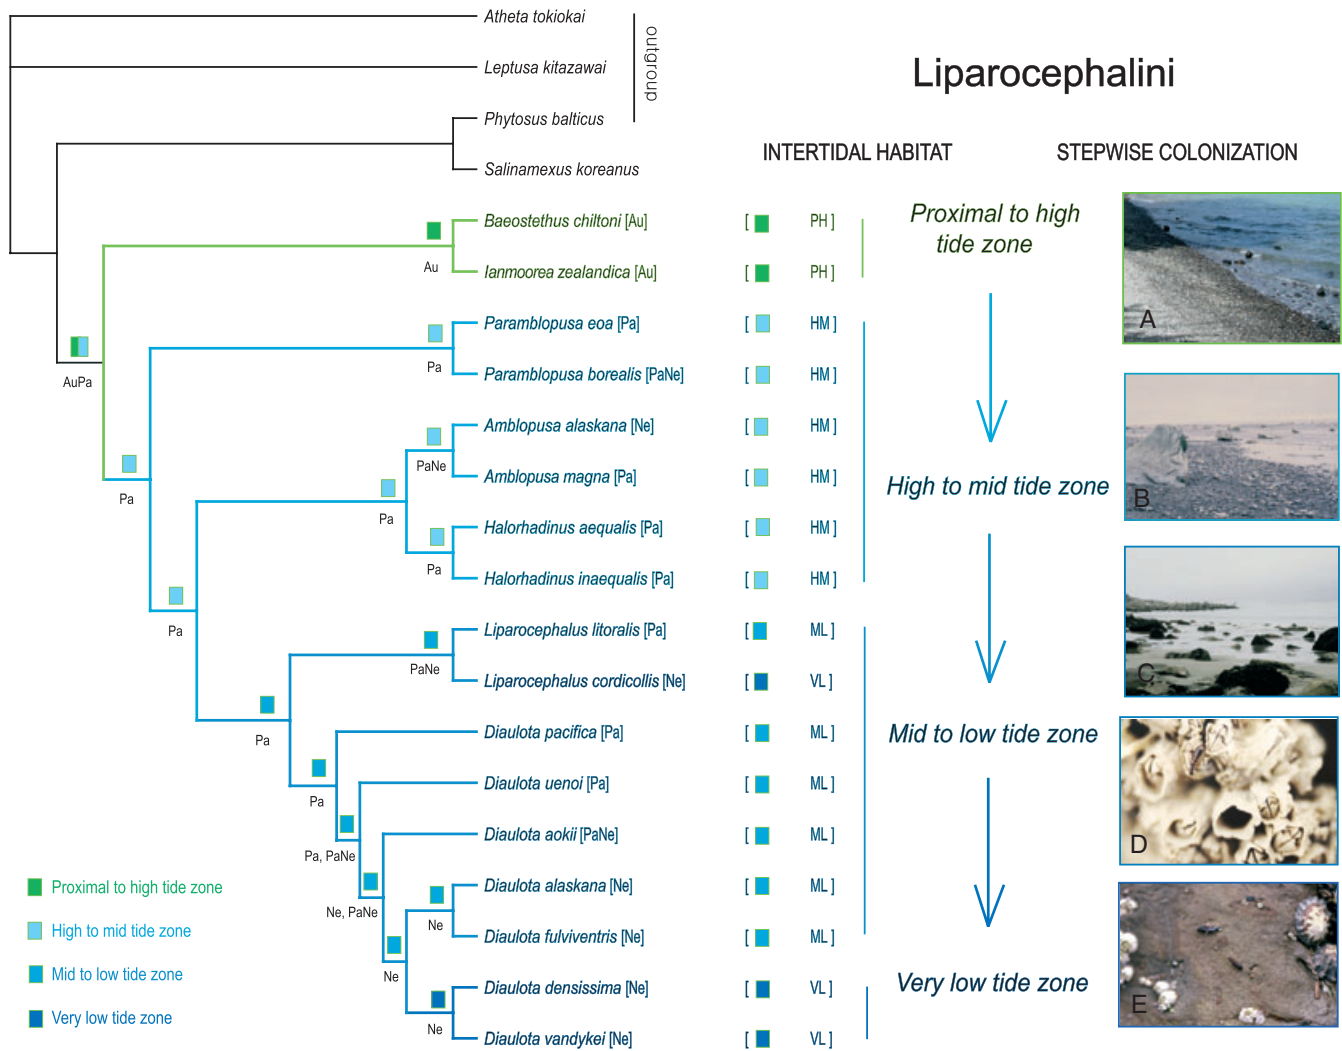 Atheta tokiokai
Leptusa kitazawai
Phytosus balticus
outgroup
Salinamexus koreanus
Liparocephalini
INTERTIDAL HABITAT
STEPWISE COLONIZATION
Baeostethus chiltoni [Au] [ PH ]
Au
Ianmoorea zealandica [Au] [ PH ]
Proximal to high
tide zone
A
Paramblopusa eoa [Pa] [ HM ]
Pa
Paramblopusa borealis [PaNe] [ HM ]
AuPa
Amblopusa alaskana [Ne] [ HM ]
PaNe
Amblopusa magna [Pa] [ HM ]
Pa
Pa
High to mid tide zone
B
Halorhadinus aequalis [Pa] [ HM ]
Pa
Halorhadinus inaequalis [Pa] [ HM ]
Pa
Liparocephalus litoralis [Pa] [ ML ]
PaNe
Liparocephalus cordicollis [Ne] [ VL ]
C
Diaulota pacifica [Pa] [ ML ]
Pa
Mid to low tide zone
Diaulota uenoi [Pa] [ ML ]
Pa
Diaulota aokii [PaNe] [ ML ]
Pa, PaNe
D
Diaulota alaskana [Ne] [ ML ]
Ne, PaNe
Ne
Diaulota fulviventris [Ne] [ ML ]
Ne
Diaulota densissima [Ne] [ VL ]
Ne
Diaulota vandykei [Ne] [ VL ]
Very low tide zone
E
Proximal to high tide zone
High to mid tide zone
Mid to low tide zone
Very low tide zone